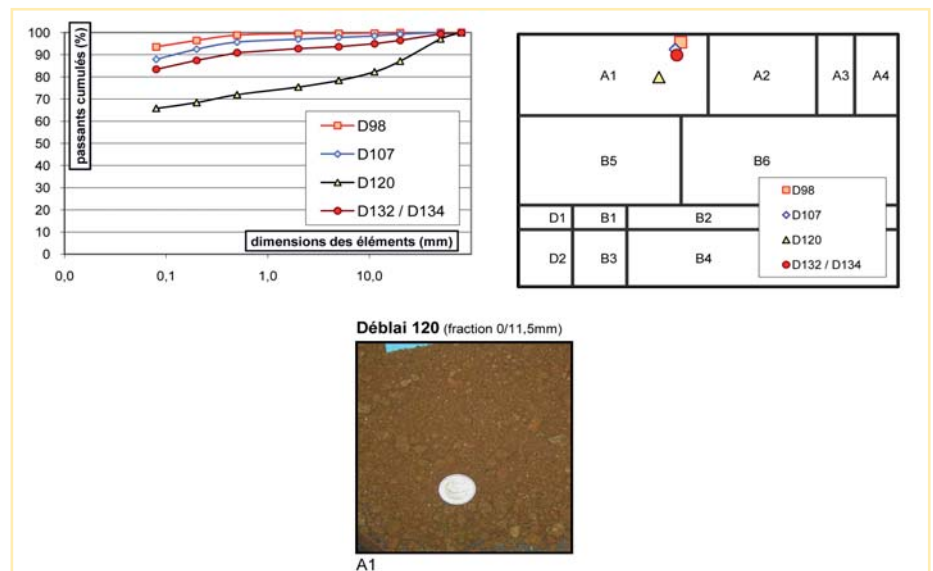 passants cumulés (%)
100
90
80
70
60
50
40
30
20
10
0
D98
D107
D120
D132 / D134
dimensions des éléments (mm)
0,0 0,1 1,0 10,0
A1 A2 A3 A4
B5 B6
D1 B1 B2
D2 B3 B4
D98
D107
D120
D132 / D134
Déblai 120 (fraction 0/11,5mm)
A1